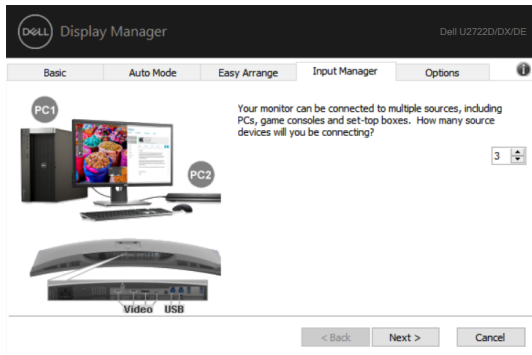 DELL Display Manager
Dell U2722D/DX/DE
Basic Auto Mode Easy Arrange Input Manager Options
PC1
PC2
Video USB
Your monitor can be connected to multiple sources, including
PCs, game consoles and set-top boxes. How many source
devices will you be connecting?
3
< Back Next > Cancel